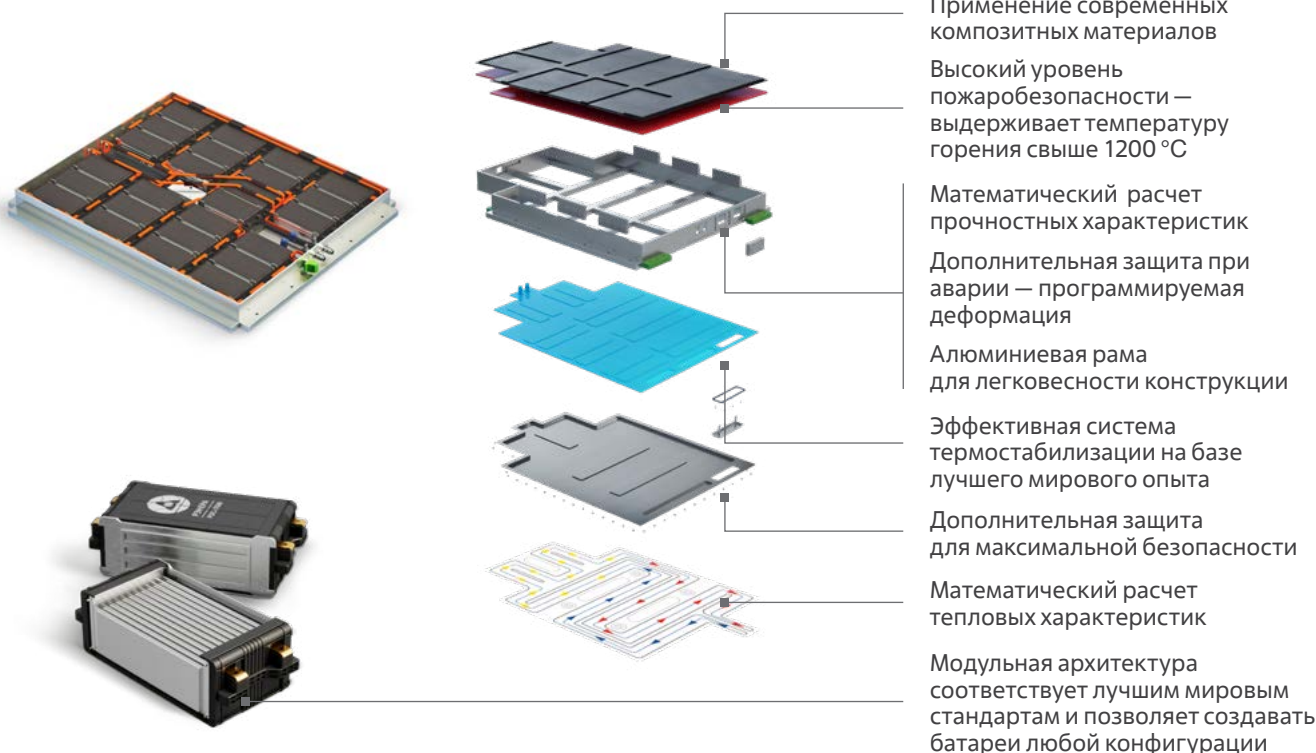 Применение современных
композитных материалов
Высокий уровень
пожаробезопасности —
выдерживает температуру
горения свыше 1200 °C
Математический расчет
прочностных характеристик
Дополнительная защита при
аварии — программируемая
деформация
Алюминиевая рама
для легковесности конструкции
Эффективная система
термостабилизации на базе
лучшего мирового опыта
Дополнительная защита
для максимальной безопасности
Математический расчет
тепловых характеристик
Модульная архитектура
соответствует лучшим мировым
стандартам и позволяет создавать
батареи любой конфигурации